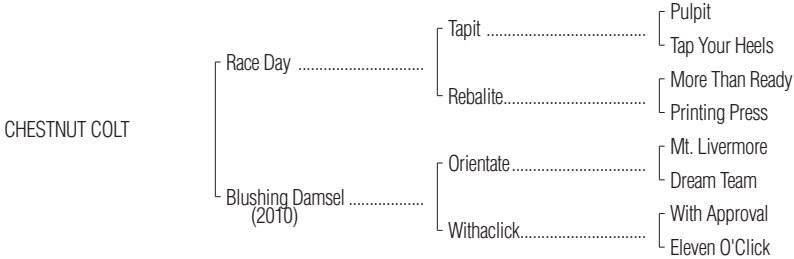 Pulpit
Tapit ......................................
Tap Your Heels
Race Day ..............................
More Than Ready
Rebalite..................................
Printing Press
CHESTNUT COLT
Mt. Livermore
Orientate................................
Dream Team
Blushing Damsel ..................
(2010)
With Approval
Withaclick..............................
Eleven O'Click